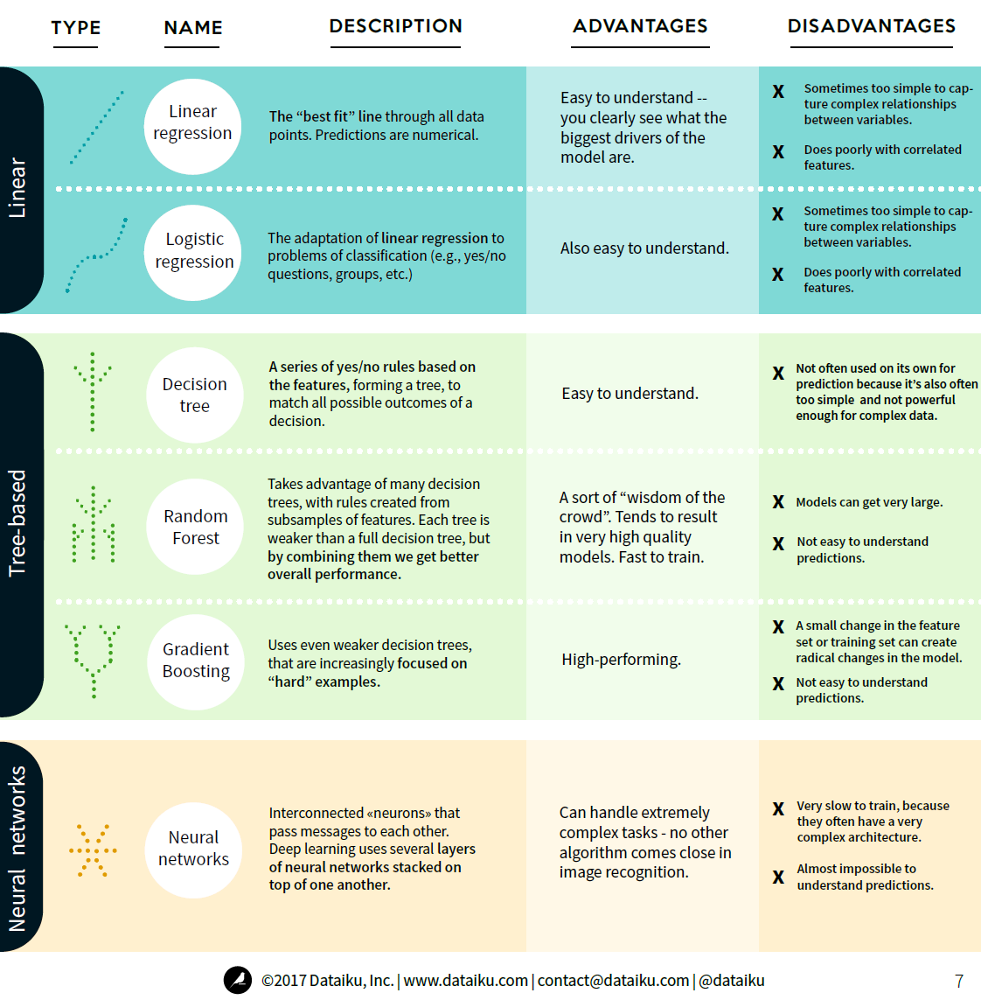 TYPE NAME DESCRIPTION ADVANTAGES DISADVANTAGES
Linear
Linear
regression
The “best fit” line through all data
points. Predictions are numerical.
Easy to understand --
you clearly see what the
biggest drivers of the
model are.
X Sometimes too simple to cap-
ture complex relationships
between variables.
X Does poorly with correlated
features.
Logistic
regression
The adaptation of linear regression to
problems of classification (e.g., yes/no
questions, groups, etc.)
Also easy to understand.
X Sometimes too simple to cap-
ture complex relationships
between variables.
X Does poorly with correlated
features.
Tree-based
Decision
tree
A series of yes/no rules based on
the features, forming a tree, to
match all possible outcomes of a
decision.
Easy to understand.
X Not often used on its own for
prediction because it’s also often
too simple and not powerful
enough for complex data.
Random
Forest
Takes advantage of many decision
trees, with rules created from
subsamples of features. Each tree is
weaker than a full decision tree, but
by combining them we get better
overall performance.
A sort of “wisdom of the
crowd”. Tends to result
in very high quality
models. Fast to train.
X Models can get very large.
X Not easy to understand
predictions.
Gradient
Boosting
Uses even weaker decision trees,
that are increasingly focused on
“hard” examples.
High-performing.
X A small change in the feature
set or training set can create
radical changes in the model.
X Not easy to understand
predictions.
Neural networks
Neural
networks
Interconnected «neurons» that
pass messages to each other.
Deep learning uses several layers
of neural networks stacked on
top of one another.
Can handle extremely
complex tasks - no other
algorithm comes close in
image recognition.
X Very slow to train, because
they often have a very
complex architecture.
X Almost impossible to
understand predictions.
©2017 Dataiku, Inc. | www.dataiku.com | contact@dataiku.com | @dataiku
7